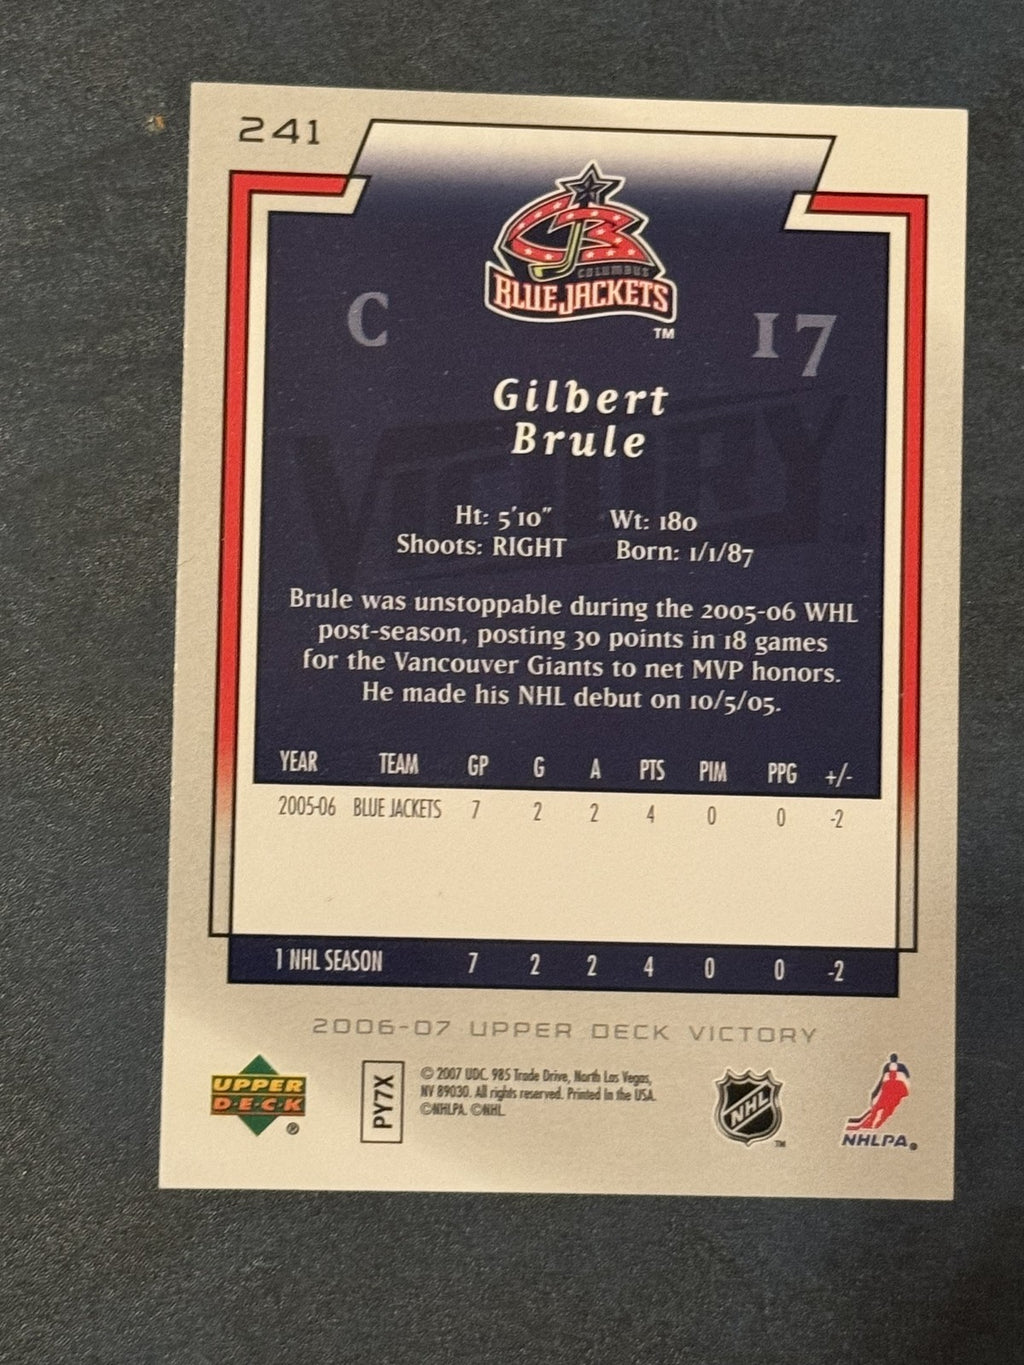 241
COLUMBUS
BLUE JACKETS
TM
C 17
Gilbert
Brule
VICTORY
Ht: 5'10" Wt: 180
Shoots: RIGHT Born: 1/1/87
Brule was unstoppable during the 2005-06 WHL
post-season, posting 30 points in 18 games
for the Vancouver Giants to net MVP honors.
He made his NHL debut on 10/5/05.
YEAR TEAM GP G A PTS PIM PPG +/-
2005-06 BLUE JACKETS 7 2 2 4 0 0 -2
1 NHL SEASON 7 2 2 4 0 0 -2
2006-07 UPPER DECK VICTORY
UPPER
D·E·C·K
®
PY7X
© 2007 UDC. 985 Trade Drive, North Las Vegas,
NV 89030. All rights reserved. Printed in the USA.
©NHLPA. ©NHL.
NHL
TM
NHLPA®